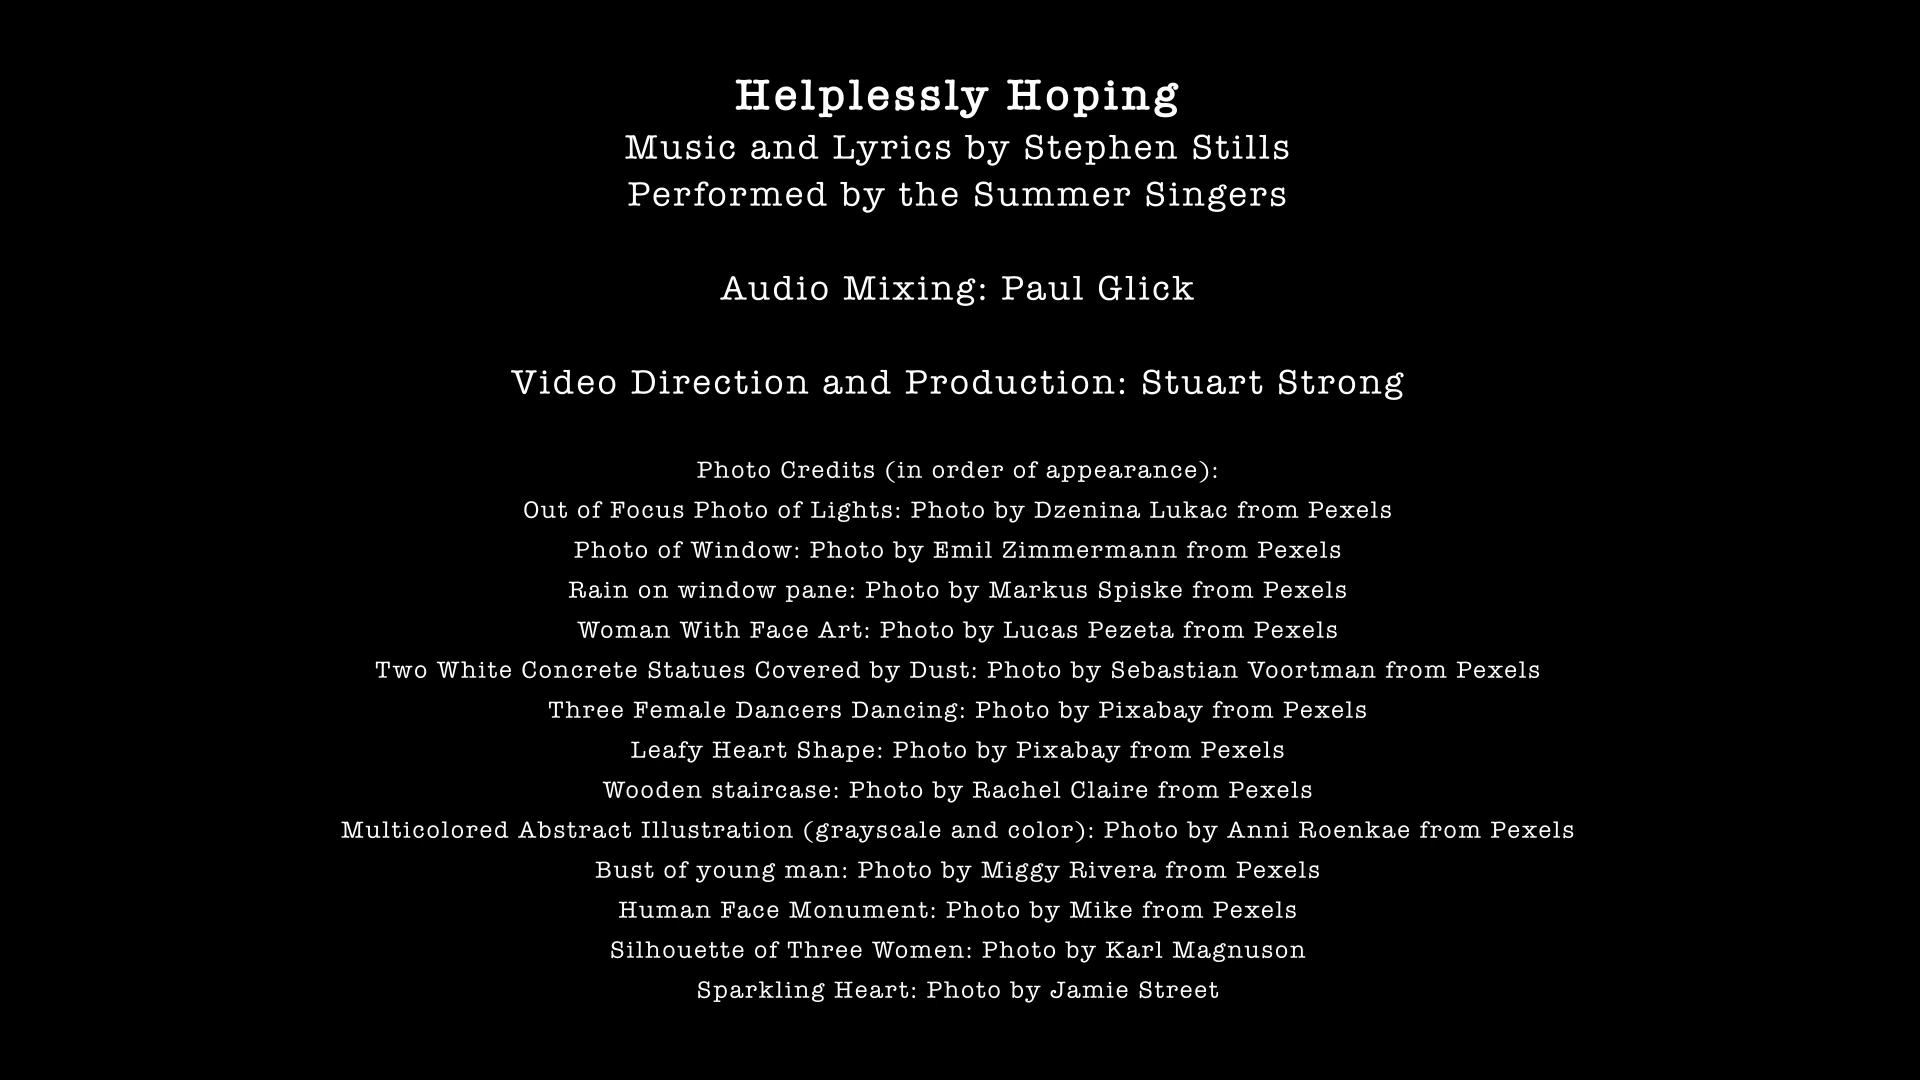 Helplessly Hoping
Music and Lyrics by Stephen Stills
Performed by the Summer Singers
Audio Mixing: Paul Glick
Video Direction and Production: Stuart Strong
Photo Credits (in order of appearance):
Out of Focus Photo of Lights: Photo by Dzenina Lukac from Pexels
Photo of Window: Photo by Emil Zimmermann from Pexels
Rain on window pane: Photo by Markus Spiske from Pexels
Woman With Face Art: Photo by Lucas Pezeta from Pexels
Two White Concrete Statues Covered by Dust: Photo by Sebastian Voortman from Pexels
Three Female Dancers Dancing: Photo by Pixabay from Pexels
Leafy Heart Shape: Photo by Pixabay from Pexels
Wooden staircase: Photo by Rachel Claire from Pexels
Multicolored Abstract Illustration (grayscale and color): Photo by Anni Roenkae from Pexels
Bust of young man: Photo by Miggy Rivera from Pexels
Human Face Monument: Photo by Mike from Pexels
Silhouette of Three Women: Photo by Karl Magnuson
Sparkling Heart: Photo by Jamie Street